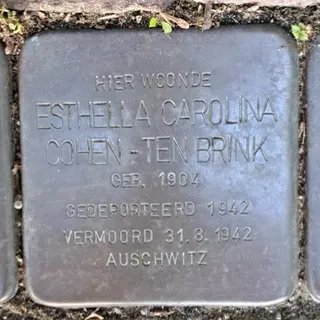 HIER WOONDE
ESTHELLA CAROLINA
COHEN-TEN BRINK
GEB. 1904
GEDEPORTEERD 1942
VERMOORD 31.8.1942
AUSCHWITZ